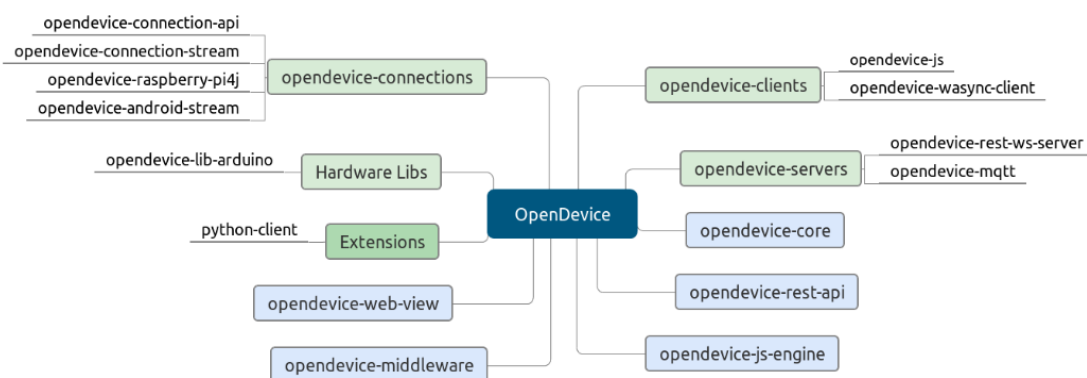 opendevice-connection-api
opendevice-connection-stream
opendevice-raspberry-pi4j
opendevice-android-stream
opendevice-connections
opendevice-lib-arduino
Hardware Libs
python-client
Extensions
opendevice-web-view
opendevice-middleware
OpenDevice
opendevice-clients
opendevice-js
opendevice-wasync-client
opendevice-servers
opendevice-rest-ws-server
opendevice-mqtt
opendevice-core
opendevice-rest-api
opendevice-js-engine